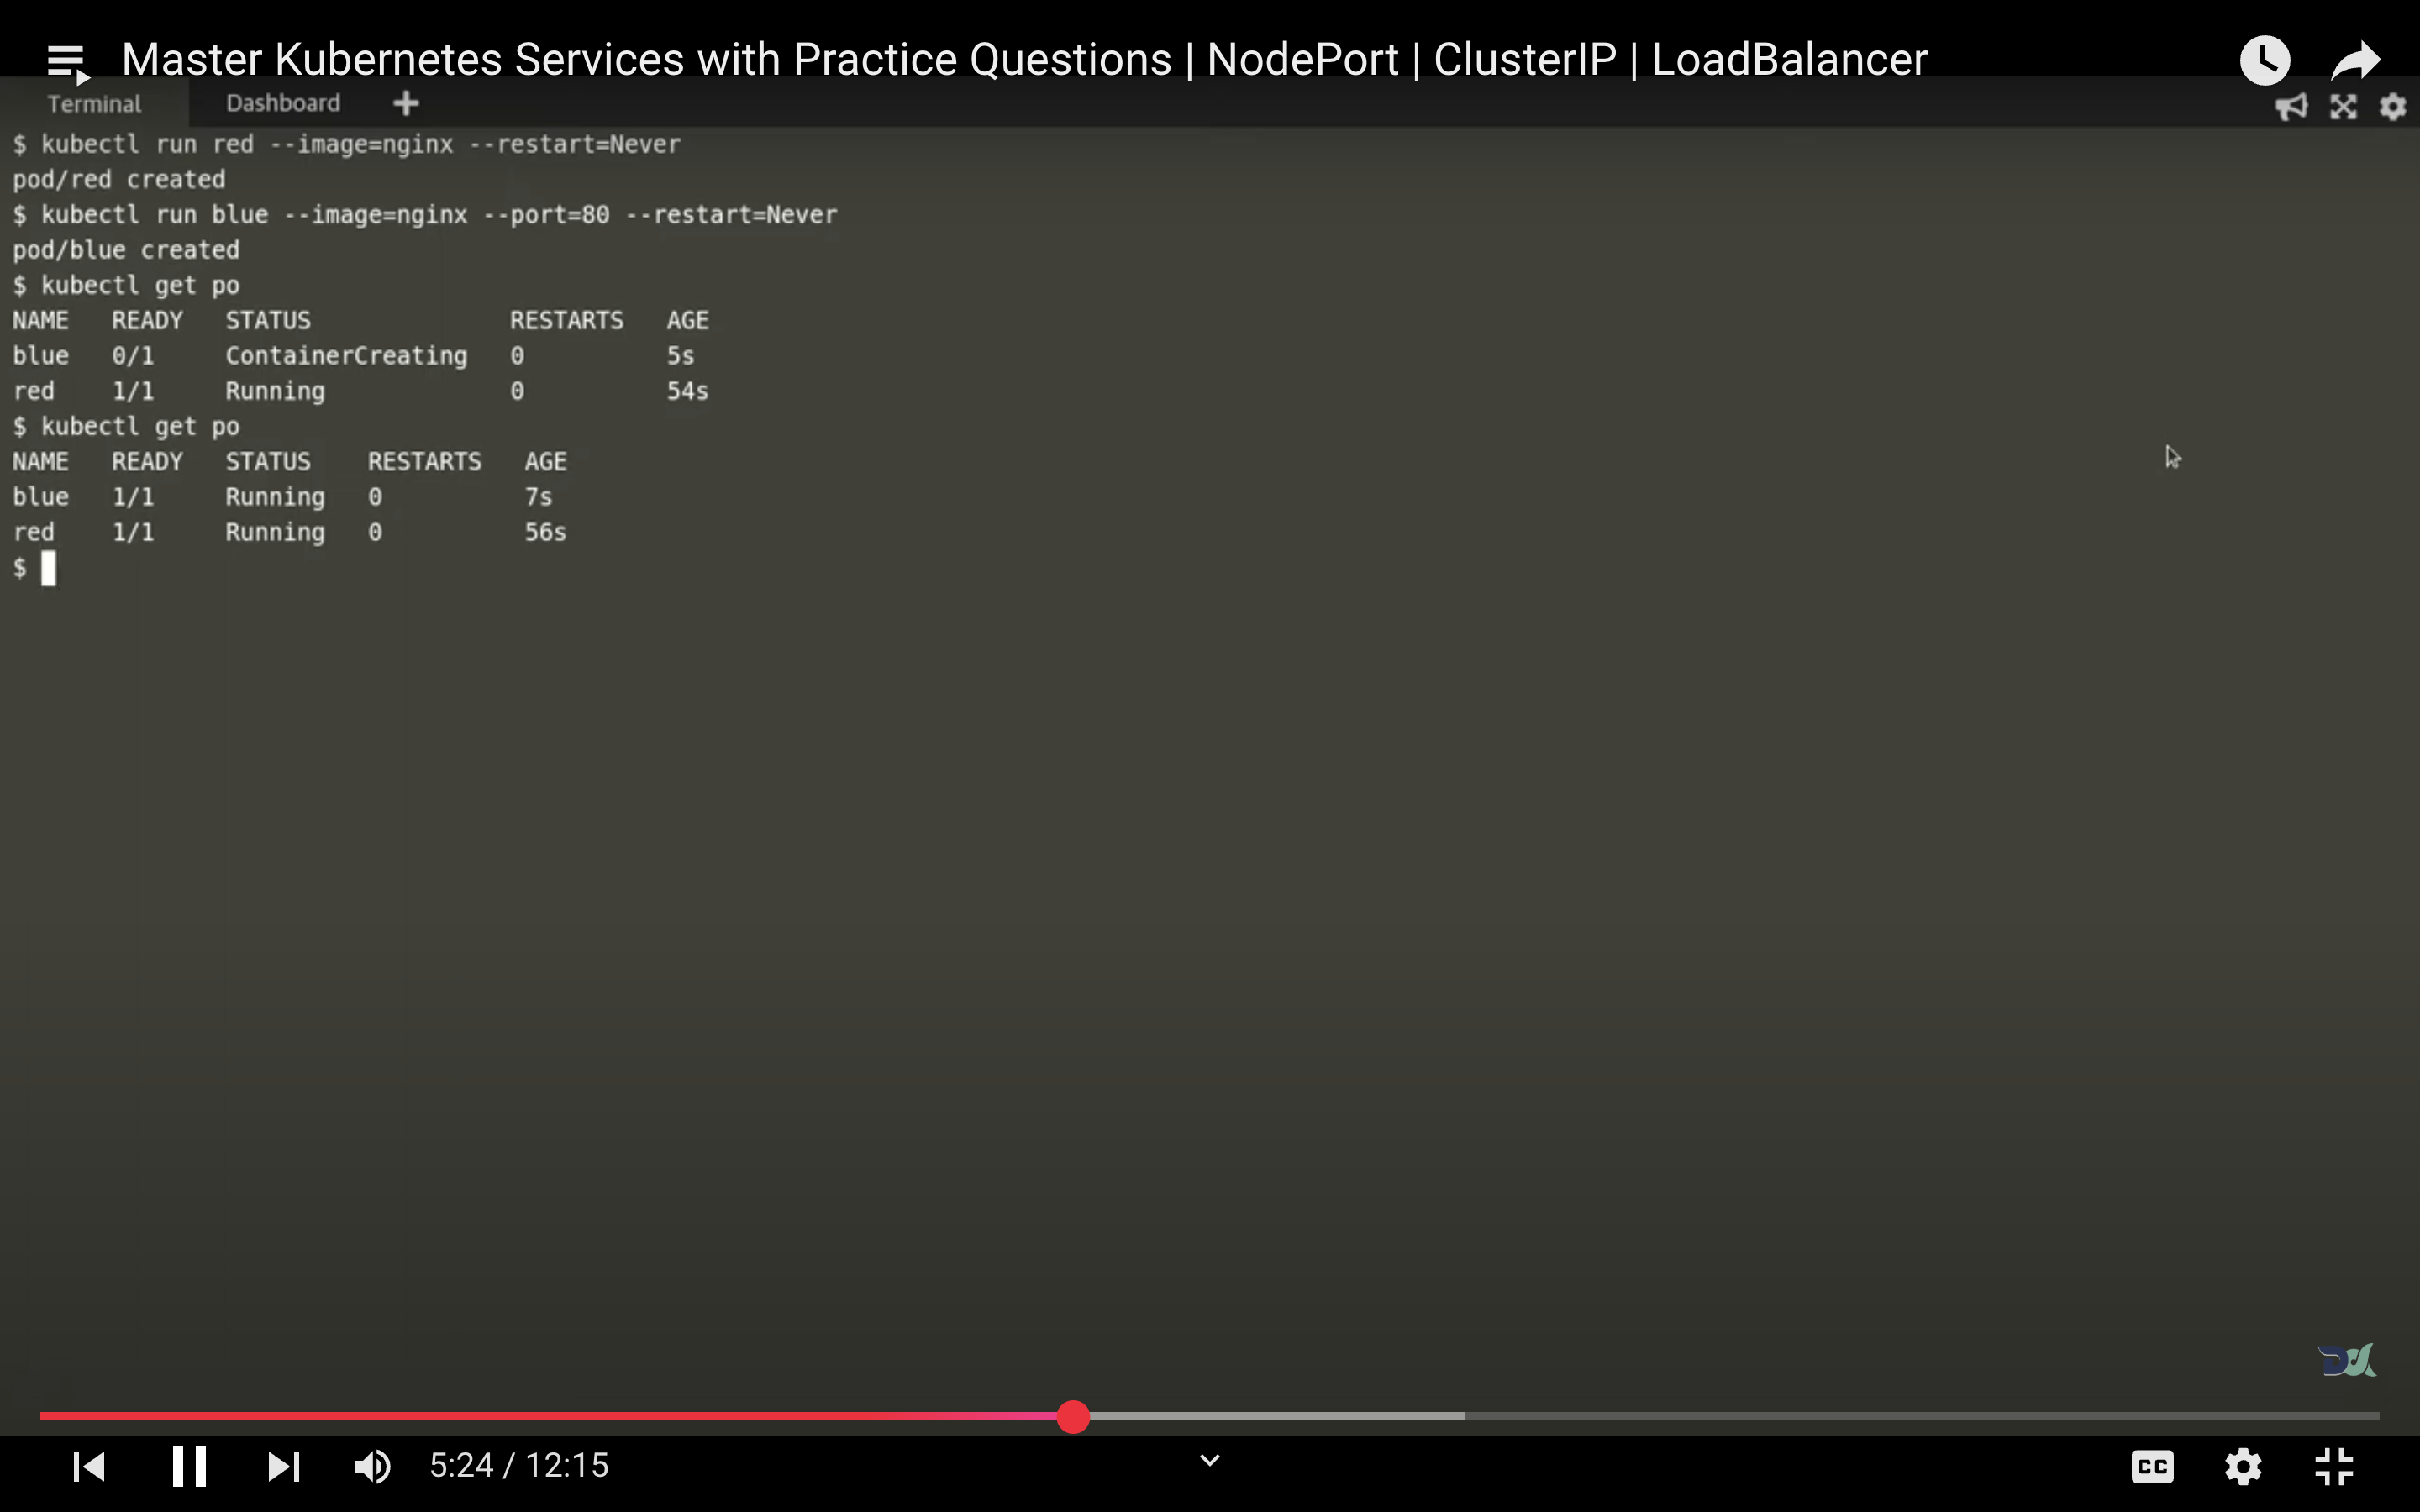 Master Kubernetes Services with Practice Questions | NodePort | ClusterIP | LoadBalancer
Terminal Dashboard +
$ kubectl run red --image=nginx --restart=Never
pod/red created
$ kubectl run blue --image=nginx --port=80 --restart=Never
pod/blue created
$ kubectl get po
NAME READY STATUS RESTARTS AGE
blue 0/1 ContainerCreating 0 5s
red 1/1 Running 0 54s
$ kubectl get po
NAME READY STATUS RESTARTS AGE
blue 1/1 Running 0 7s
red 1/1 Running 0 56s
$
5:24 / 12:15
CC